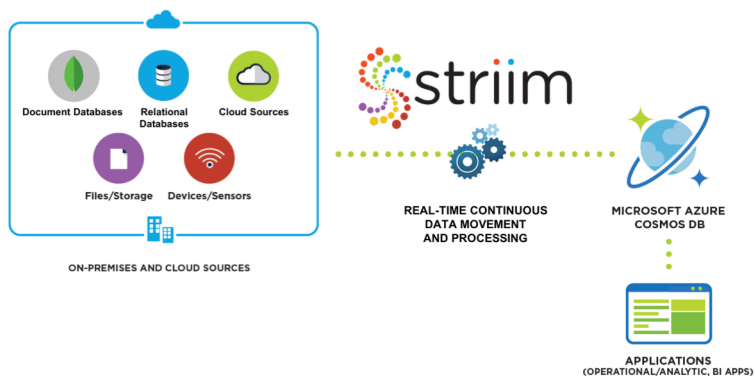 Document Databases
Relational
Databases
Cloud Sources
Files/Storage
Devices/Sensors
ON-PREMISES AND CLOUD SOURCES
striim
REAL-TIME CONTINUOUS
DATA MOVEMENT
AND PROCESSING
MICROSOFT AZURE
COSMOS DB
APPLICATIONS
(OPERATIONAL/ANALYTIC, BI APPS)